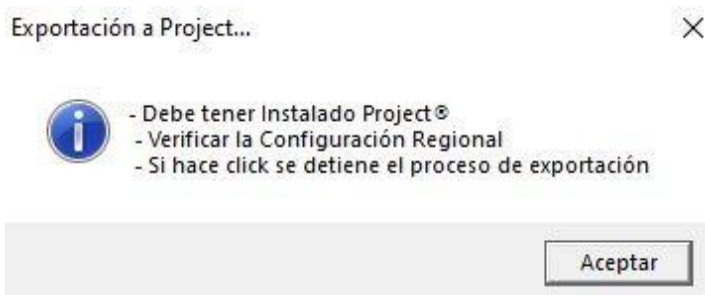 Exportación a Project...
- Debe tener Instalado Project®
- Verificar la Configuración Regional
- Si hace click se detiene el proceso de exportación
Aceptar